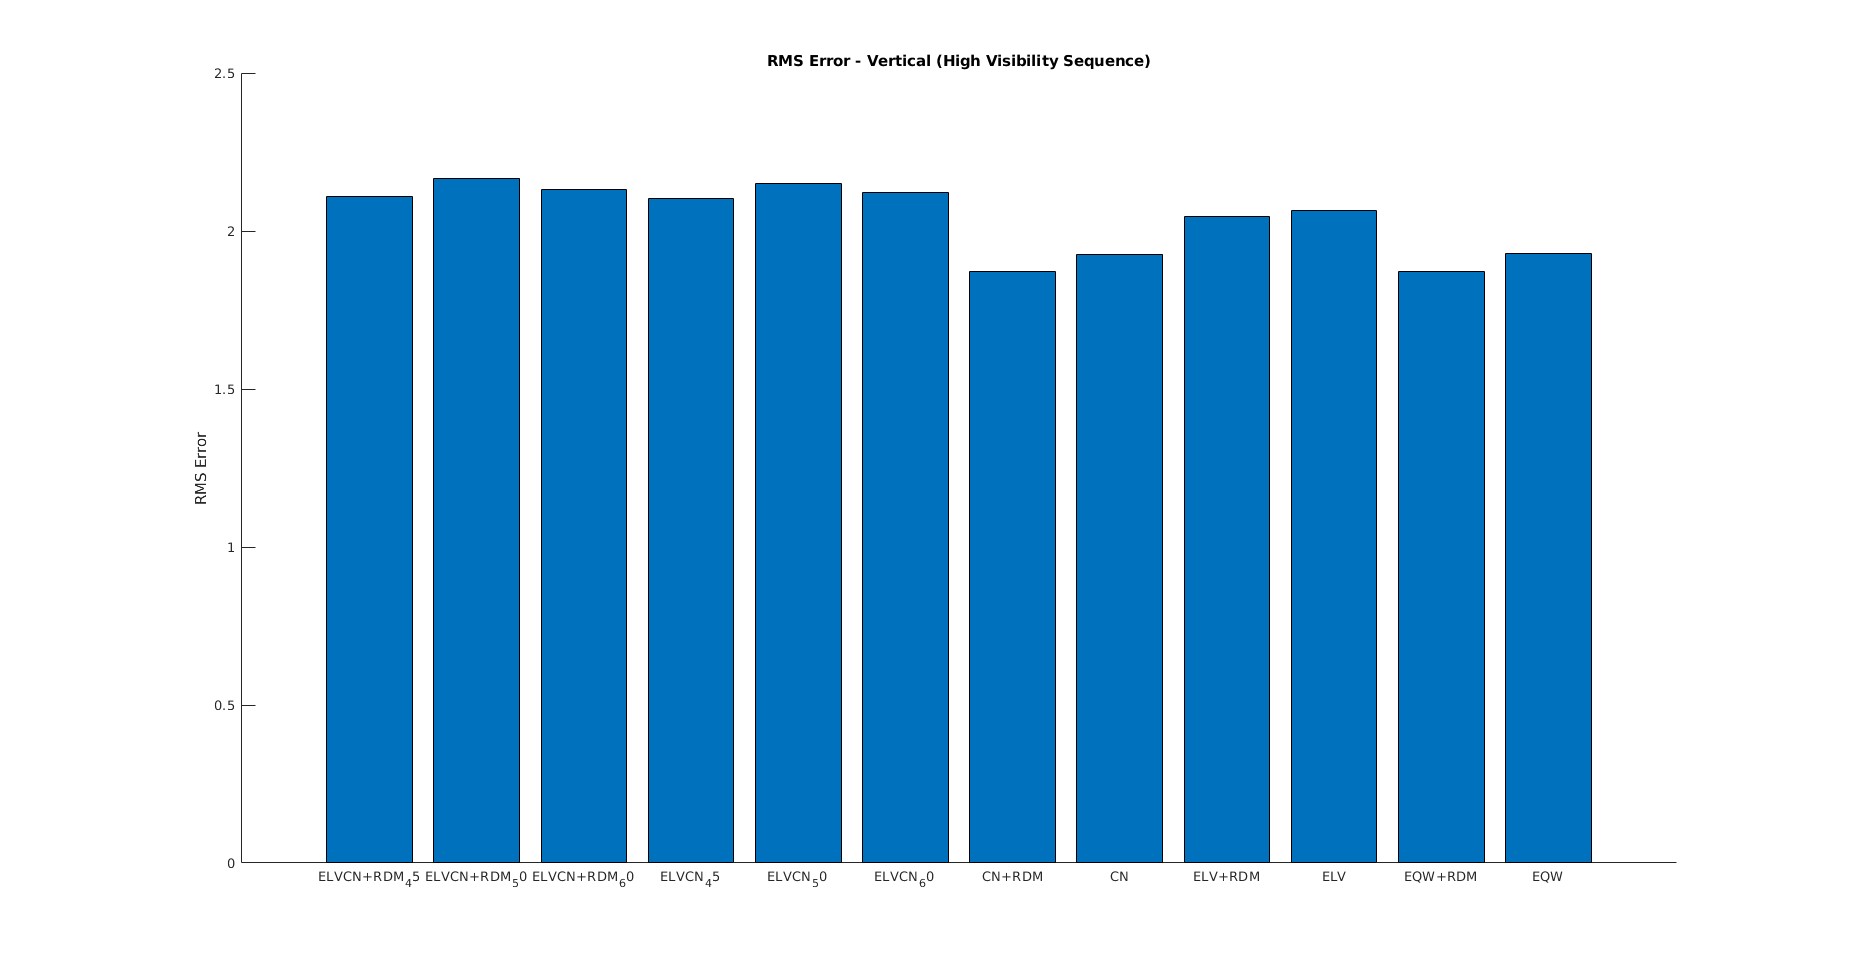 RMS Error - Vertical (High Visibility Sequence)
2.5
2
1.5
1
0.5
0
RMS Error
ELVCN+RDM₄5 ELVCN+RDM₅0 ELVCN+RDM₆0 ELVCN₄5 ELVCN₅0 ELVCN₆0 CN+RDM CN ELV+RDM ELV EQW+RDM EQW